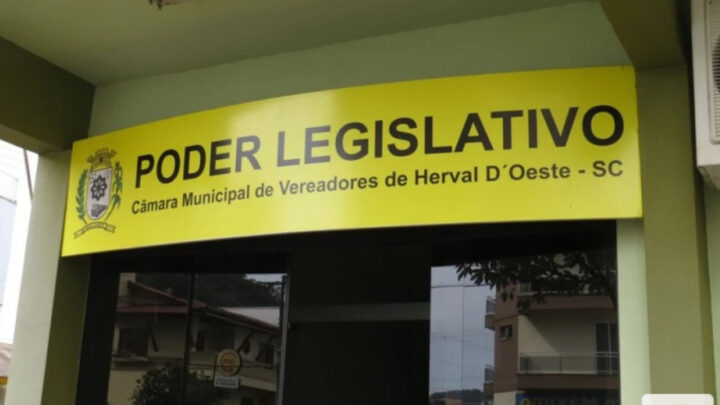 PODER LEGISLATIVO
Câmara Municipal de Vereadores de Herval D´Oeste - SC